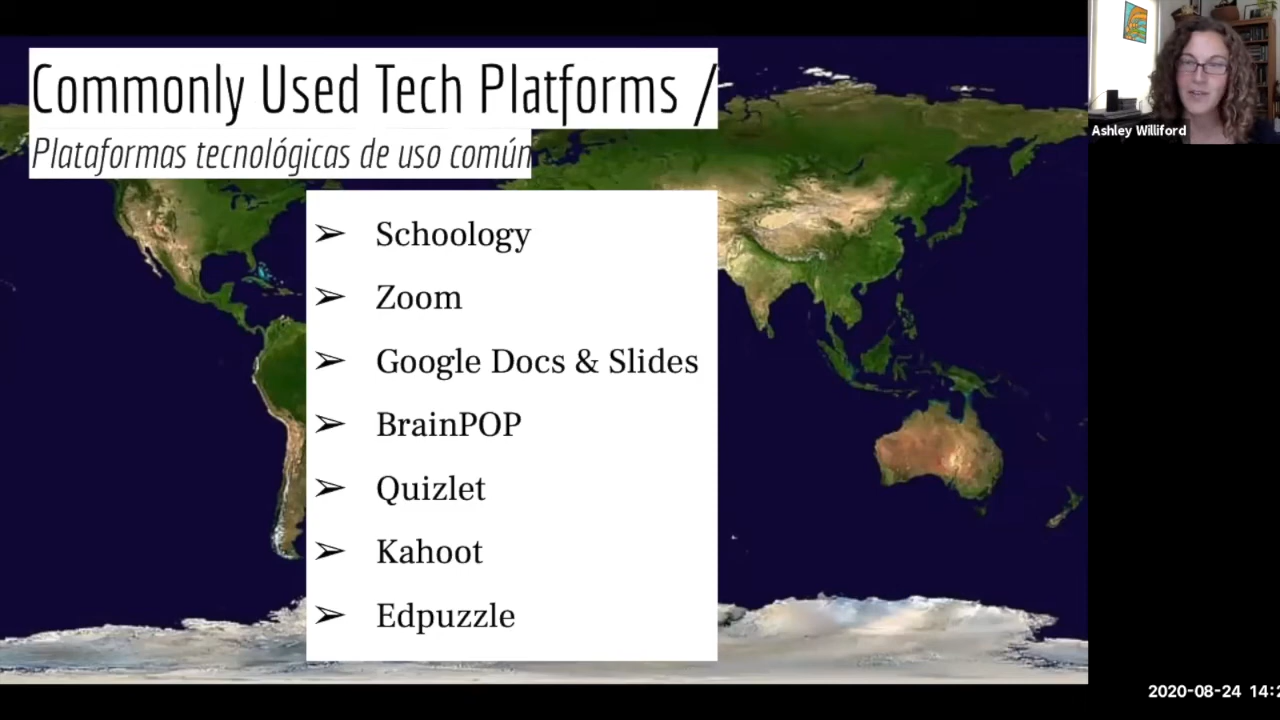 Commonly Used Tech Platforms /
Plataformas tecnológicas de uso común
➢ Schoology
➢ Zoom
➢ Google Docs & Slides
➢ BrainPOP
➢ Quizlet
➢ Kahoot
➢ Edpuzzle
Ashley Williford
2020-08-24 14:2